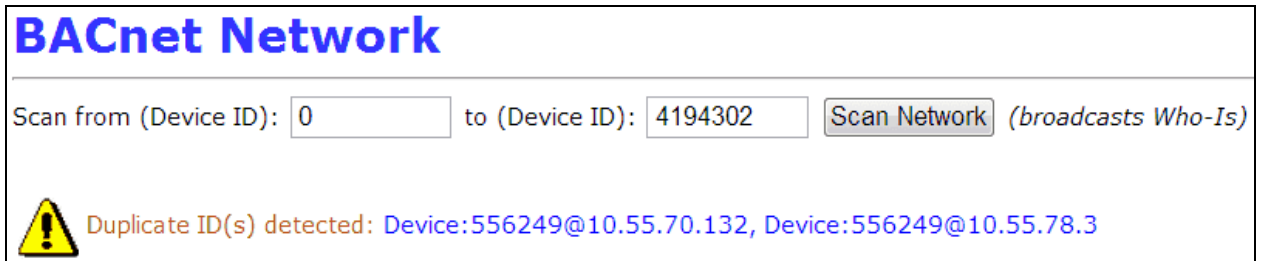 BACnet Network
Scan from (Device ID): 0 to (Device ID): 4194302 Scan Network (broadcasts Who-Is)
Duplicate ID(s) detected: Device:556249@10.55.70.132, Device:556249@10.55.78.3